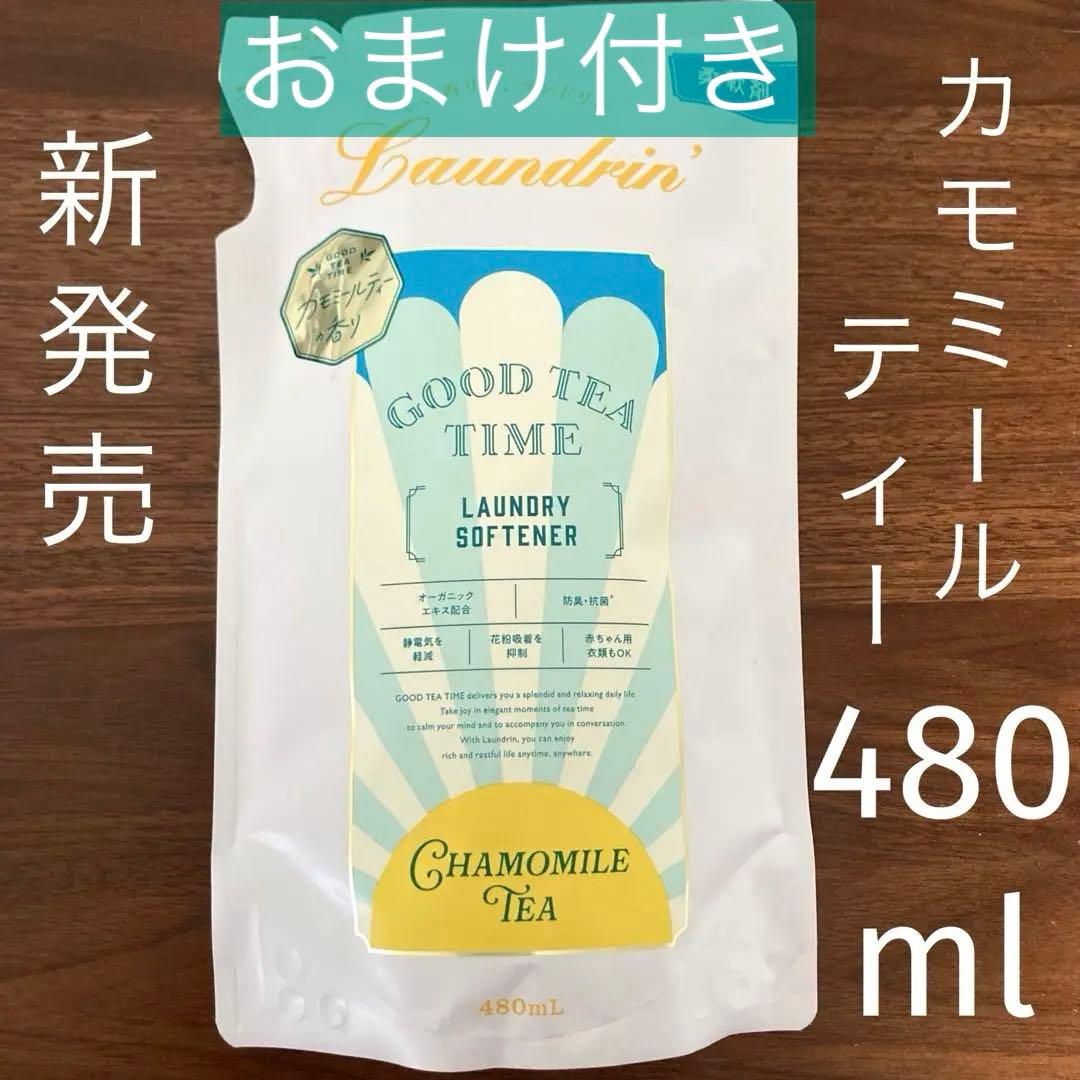 おまけ付き
柔軟剤
新発売
カモミール
ティー
480
ml
Laundrin'
GOOD
TEA
TIME
カモミールティー
の香り
GOOD TEA
TIME
LAUNDRY
SOFTENER
オーガニック
エキス配合
防臭・抗菌*
静電気を
軽減
花粉吸着を
抑制
赤ちゃん用
衣類もOK
GOOD TEA TIME delivers you a splendid and relaxing daily life.
Take joy in elegant moments of tea time
to calm your mind and to accompany you in conversation.
With Laundrin, you can enjoy
rich and restful life anytime, anywhere.
CHAMOMILE
TEA
480mL